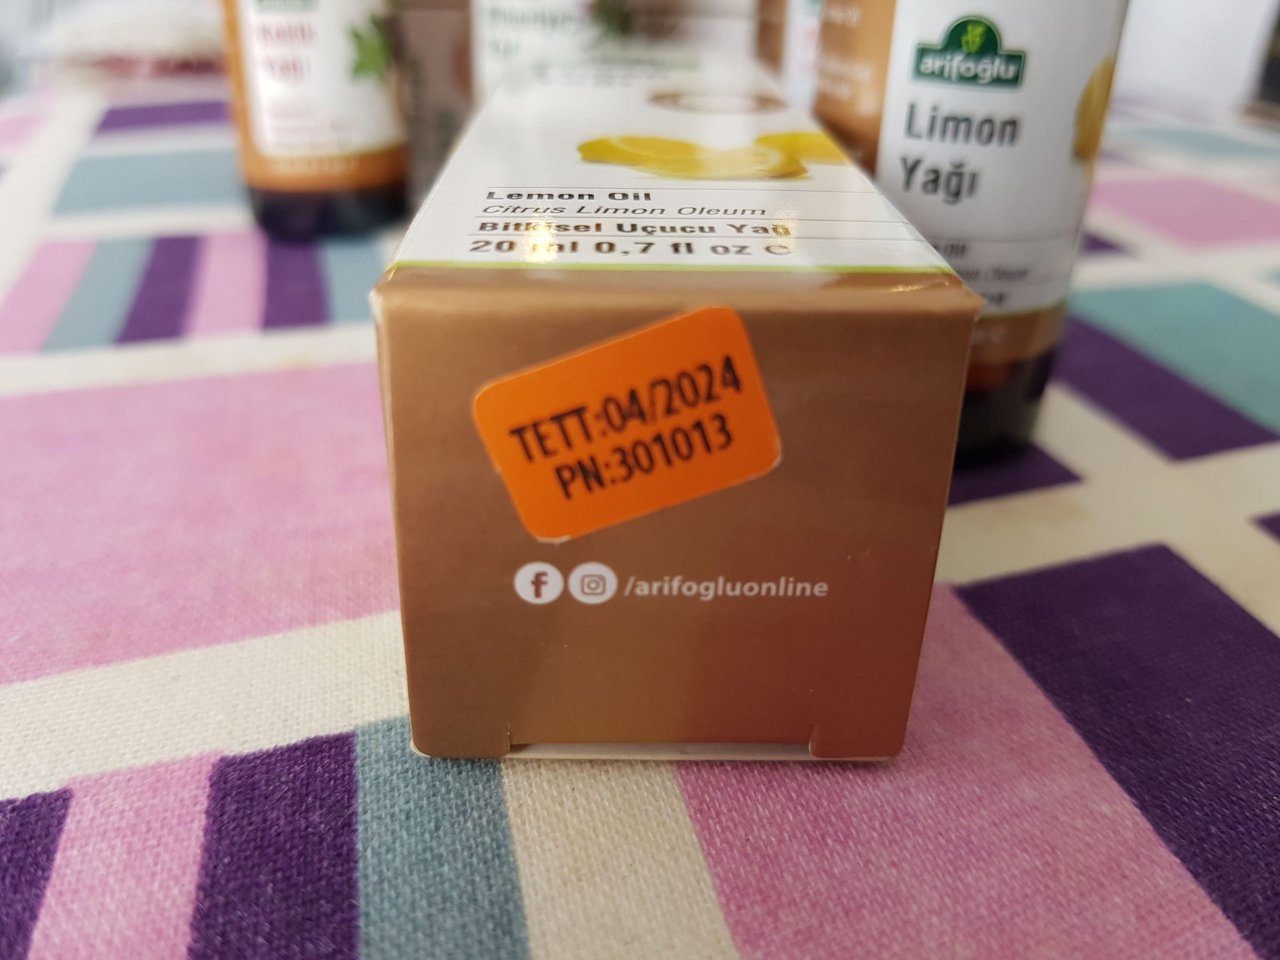 arifoğlu
Limon
Yağı
Lemon Oil
Citrus Limon Oleum
Bitkisel Uçucu Yağ
20 ml 0,7 fl oz e
TETT:04/2024
PN:301013
/arifogluonline